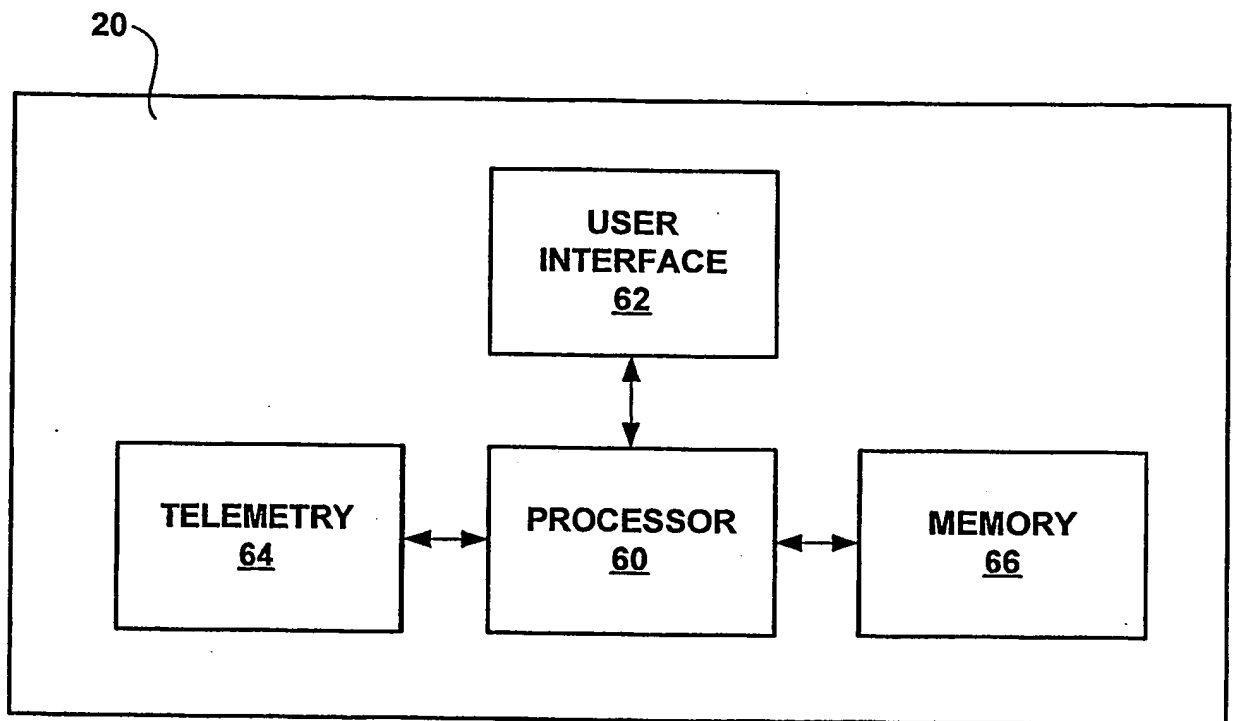 20
USER
INTERFACE
62
TELEMETRY
64
PROCESSOR
60
MEMORY
66